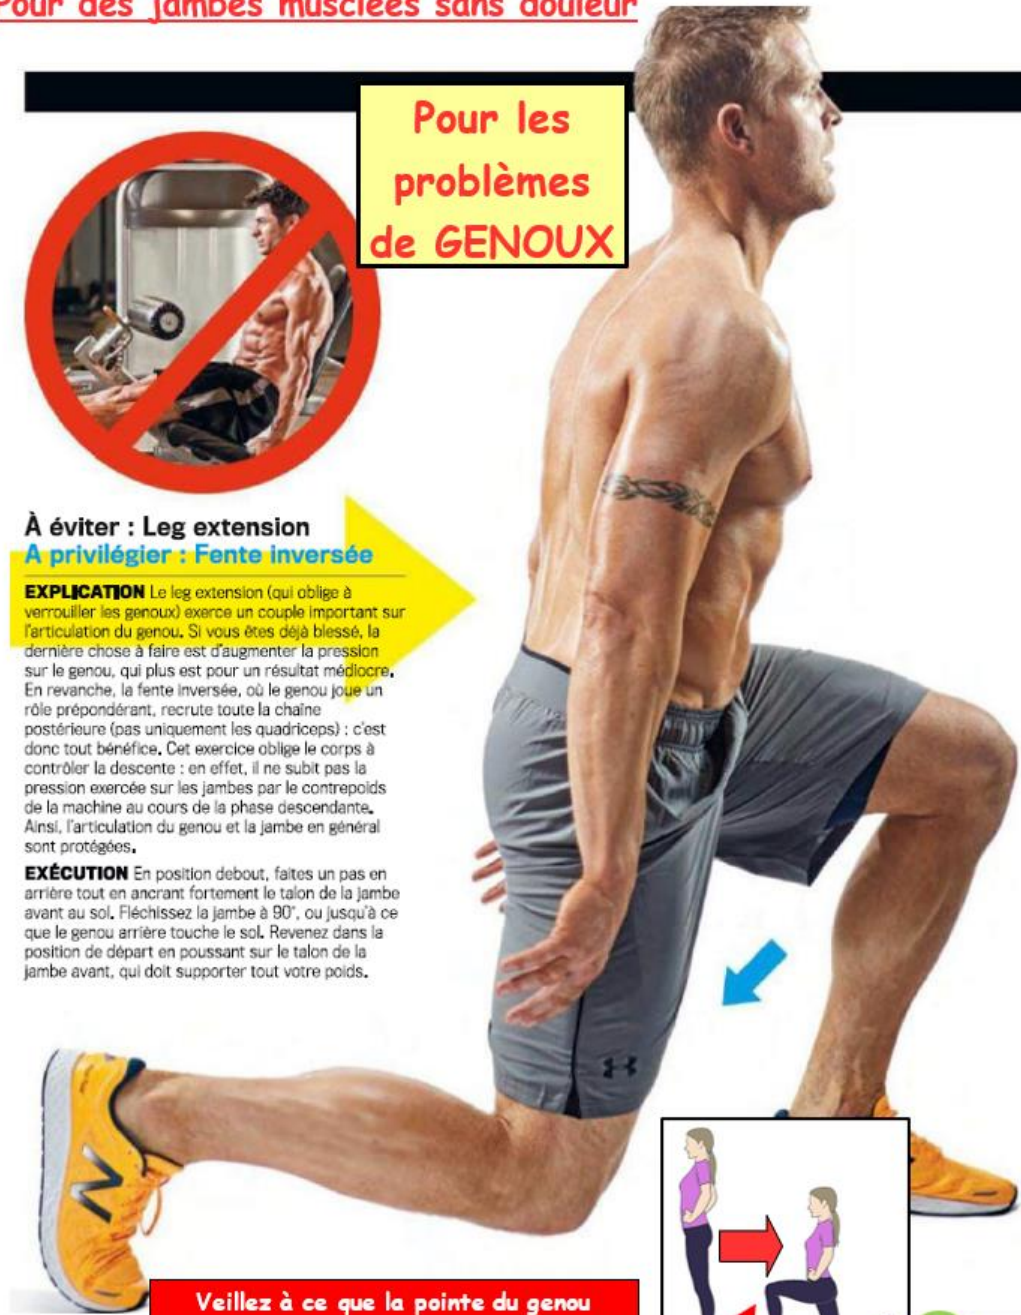 Pour des jambes musclées sans douleur
Pour les
problèmes
de GENOUX
À éviter : Leg extension
A privilégier : Fente inversée
EXPLICATION Le leg extension (qui oblige à
verrouiller les genoux) exerce un couple important sur
l'articulation du genou. Si vous êtes déjà blessé, la
dernière chose à faire est d'augmenter la pression
sur le genou, qui plus est pour un résultat médiocre.
En revanche, la fente inversée, où le genou joue un
rôle prépondérant, recrute toute la chaîne
postérieure (pas uniquement les quadriceps) : c'est
donc tout bénéfice. Cet exercice oblige le corps à
contrôler la descente : en effet, il ne subit pas la
pression exercée sur les jambes par le contrepoids
de la machine au cours de la phase descendante.
Ainsi, l'articulation du genou et la jambe en général
sont protégées.
EXÉCUTION En position debout, faites un pas en
arrière tout en ancrant fortement le talon de la jambe
avant au sol. Fléchissez la jambe à 90°, ou jusqu'à ce
que le genou arrière touche le sol. Revenez dans la
position de départ en poussant sur le talon de la
jambe avant, qui doit supporter tout votre poids.
N
Veillez à ce que la pointe du genou